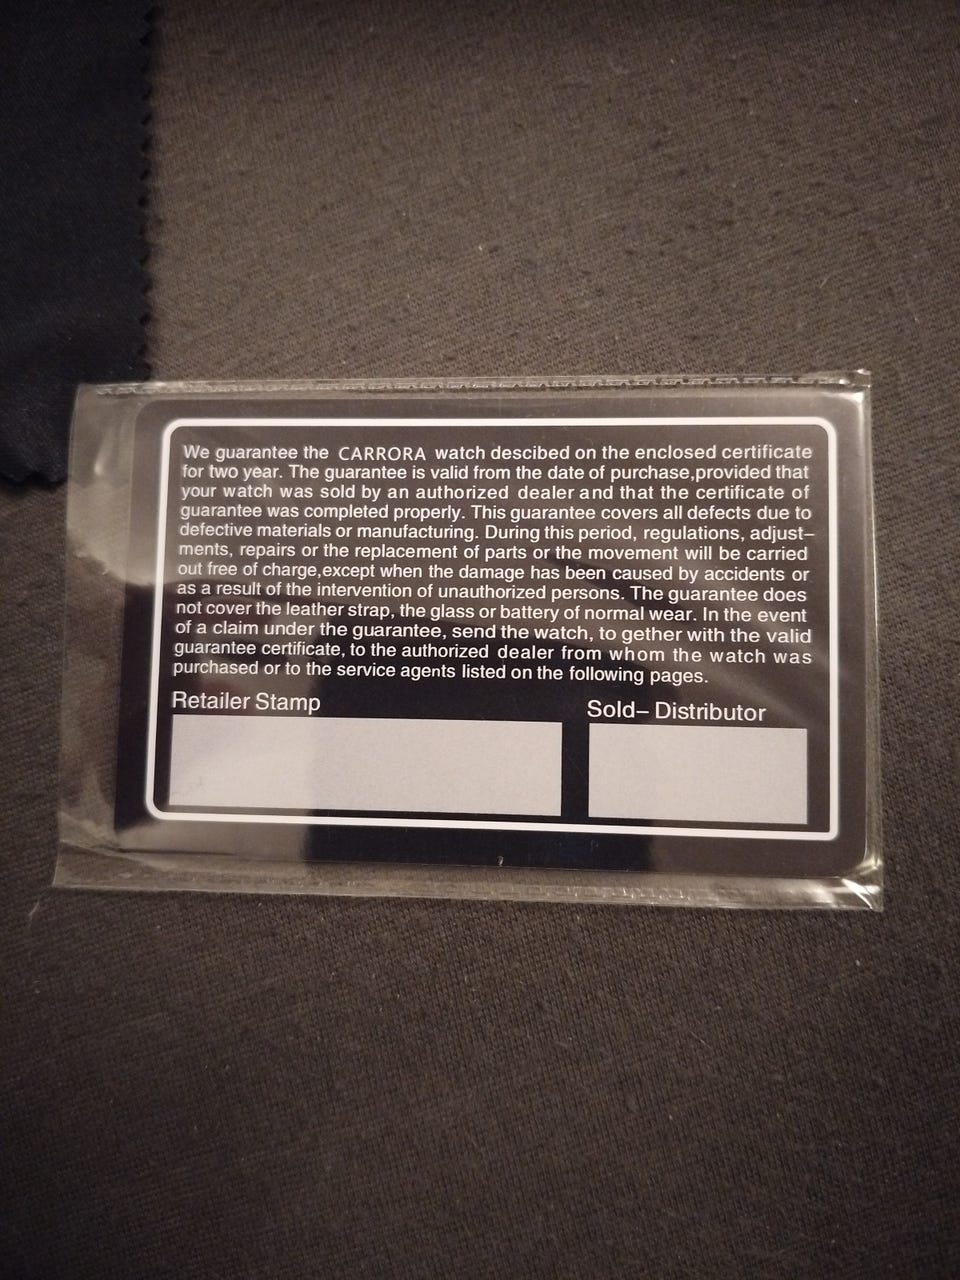 We guarantee the CARRORA watch descibed on the enclosed certificate
for two year. The guarantee is valid from the date of purchase,provided that
your watch was sold by an authorized dealer and that the certificate of
guarantee was completed properly. This guarantee covers all defects due to
defective materials or manufacturing. During this period, regulations, adjust–
ments, repairs or the replacement of parts or the movement will be carried
out free of charge,except when the damage has been caused by accidents or
as a result of the intervention of unauthorized persons. The guarantee does
not cover the leather strap, the glass or battery of normal wear. In the event
of a claim under the guarantee, send the watch, to gether with the valid
guarantee certificate, to the authorized dealer from whom the watch was
purchased or to the service agents listed on the following pages.
Retailer Stamp
Sold– Distributor